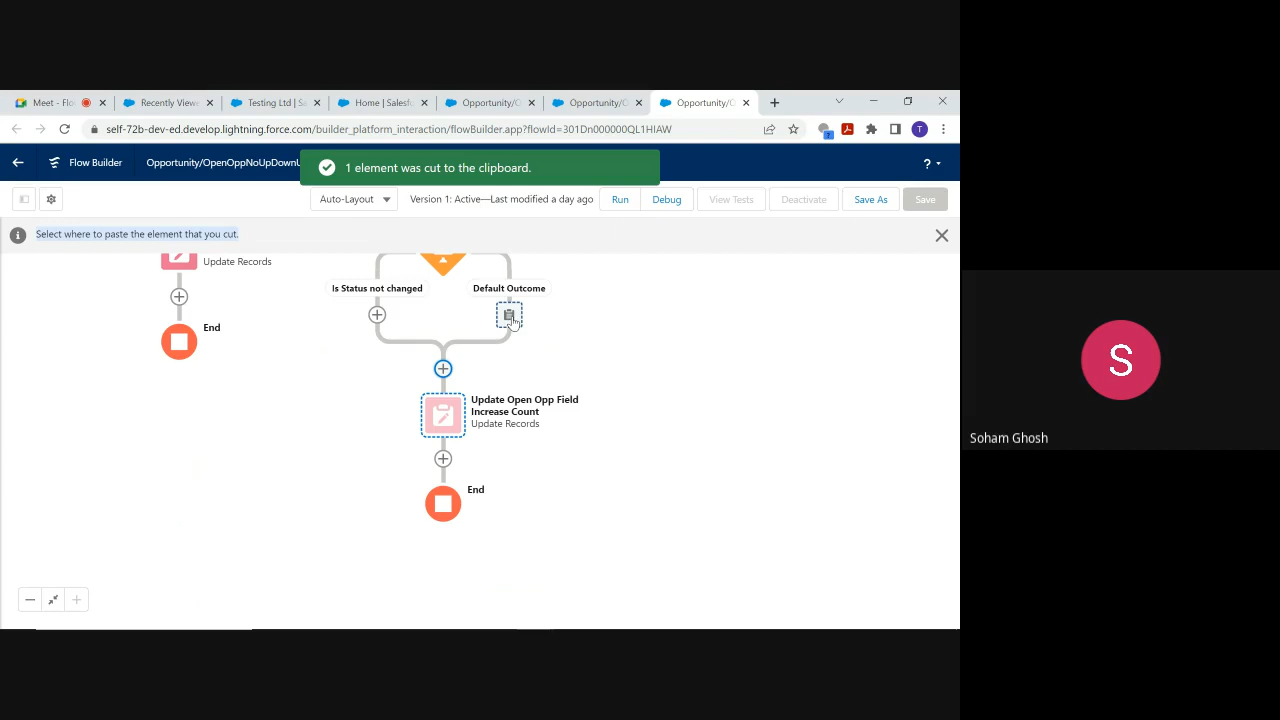 Meet - Flo
Recently Viewe
Testing Ltd | S
Home | Salesf
Opportunity/O
Opportunity/O
Opportunity/O
self-72b-dev-ed.develop.lightning.force.com/builder_platform_interaction/flowBuilder.app?flowId=301Dn000000QL1HIAW
7
T
Flow Builder
Opportunity/OpenOppNoUpDownU
1 element was cut to the clipboard.
?
Auto-Layout
Version 1: Active—Last modified a day ago
Run
Debug
View Tests
Deactivate
Save As
Save
Select where to paste the element that you cut.
Update Records
Is Status not changed
Default Outcome
End
Update Open Opp Field
Increase Count
Update Records
End
S
Soham Ghosh